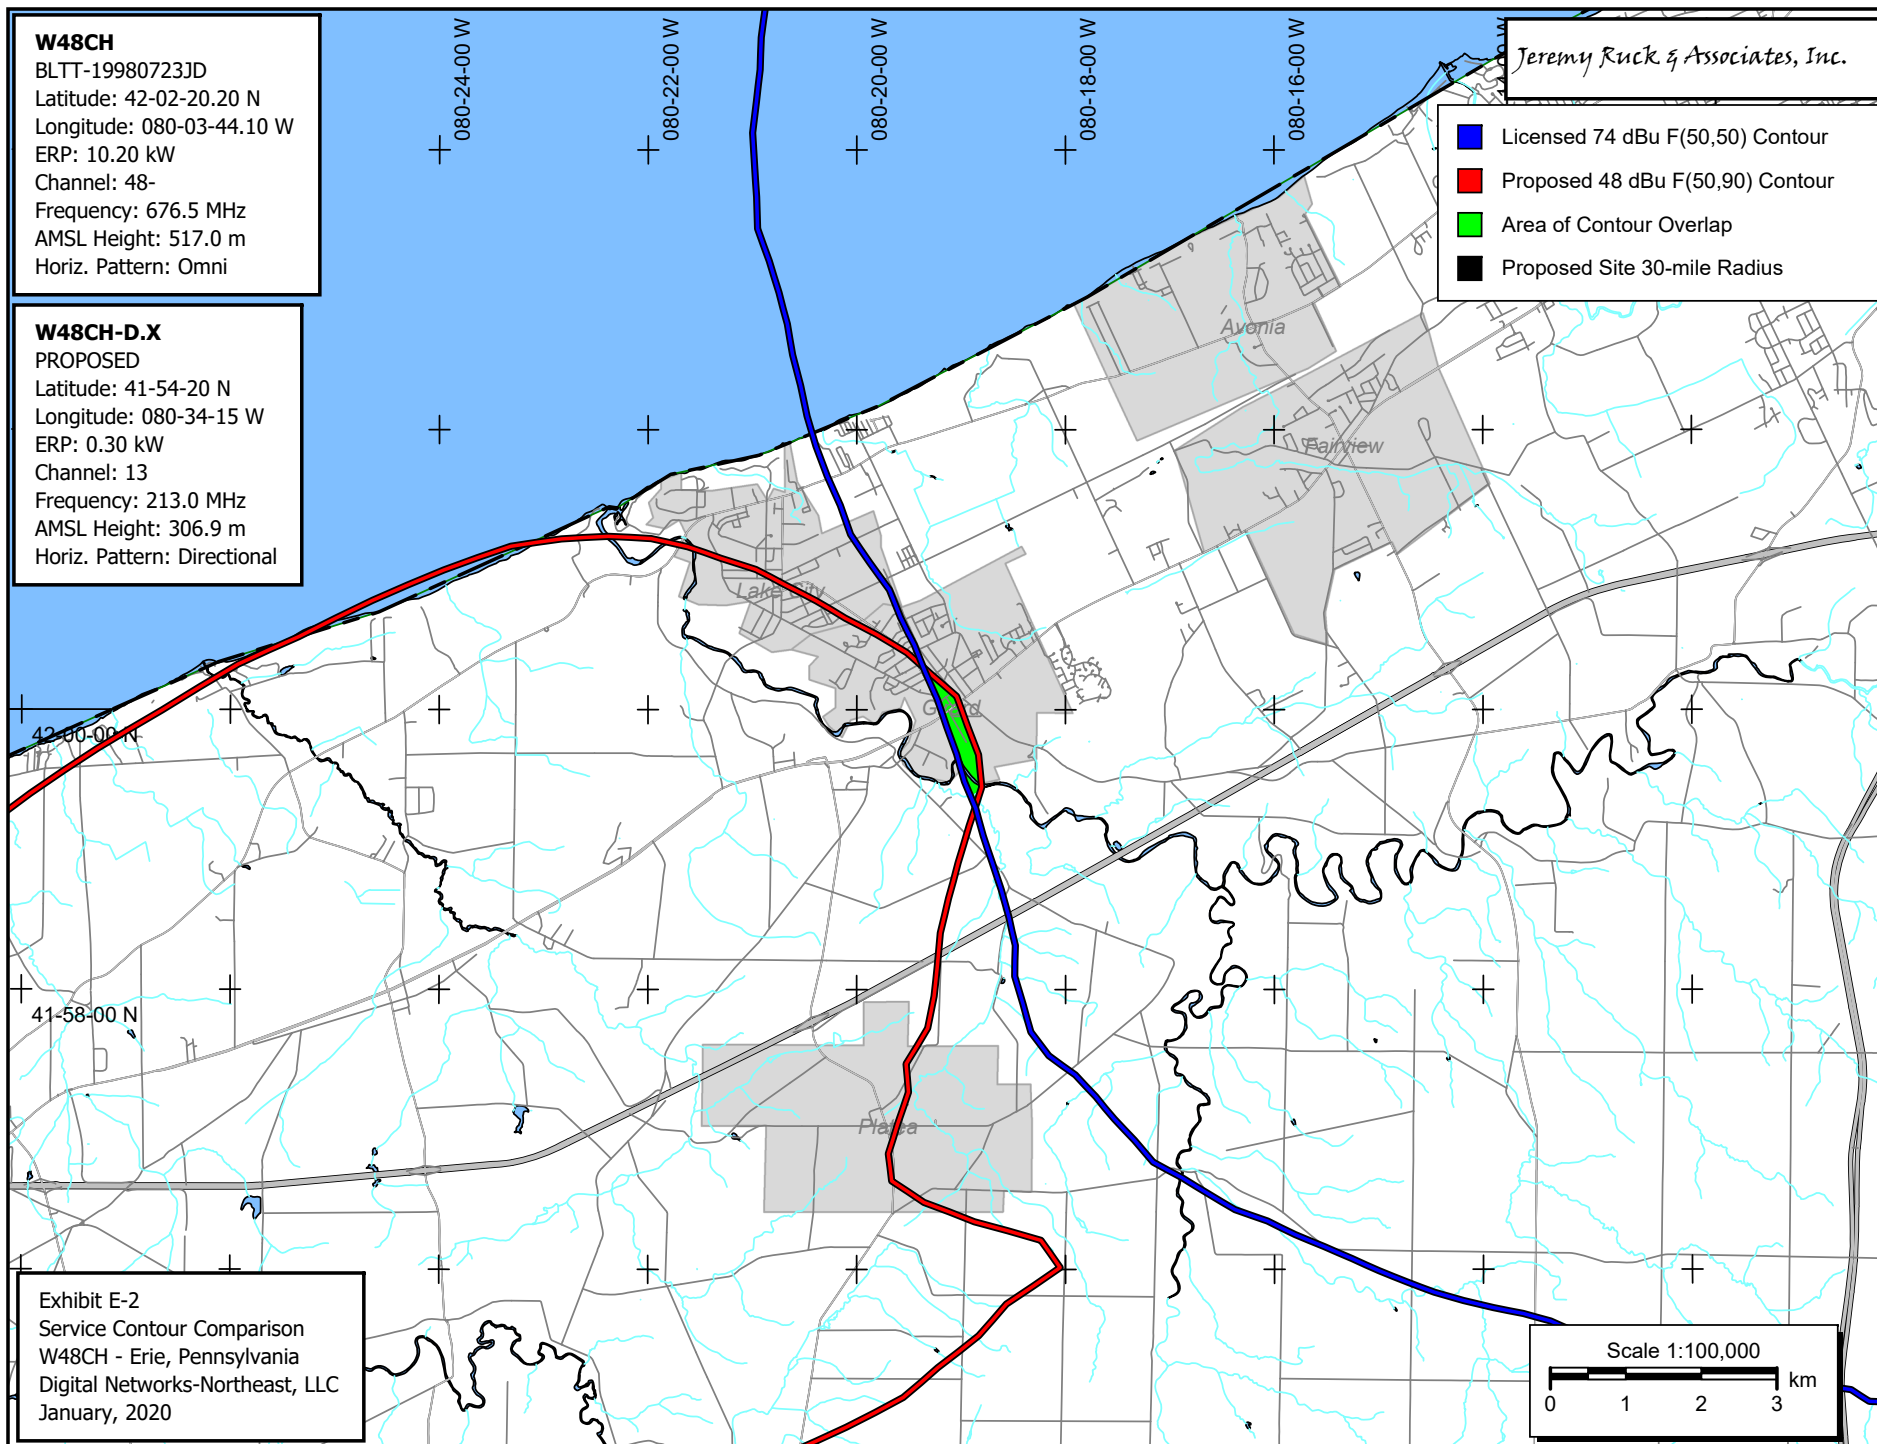 W48CH
BLTT-19980723JD
Latitude: 42-02-20.20 N
Longitude: 080-03-44.10 W
ERP: 10.20 kW
Channel: 48-
Frequency: 676.5 MHz
AMSL Height: 517.0 m
Horiz. Pattern: Omni
W48CH-D.X
PROPOSED
Latitude: 41-54-20 N
Longitude: 080-34-15 W
ERP: 0.30 kW
Channel: 13
Frequency: 213.0 MHz
AMSL Height: 306.9 m
Horiz. Pattern: Directional
080-24-00 W
080-22-00 W
080-20-00 W
080-18-00 W
080-16-00 W
Jeremy Ruck & Associates, Inc.
Licensed 74 dBu F(50,50) Contour
Proposed 48 dBu F(50,90) Contour
Area of Contour Overlap
Proposed Site 30-mile Radius
Avonia
Fairview
Lake City
Girard
42-00-00 N
41-58-00 N
Platea
Exhibit E-2
Service Contour Comparison
W48CH - Erie, Pennsylvania
Digital Networks-Northeast, LLC
January, 2020
Scale 1:100,000
km
0 1 2 3